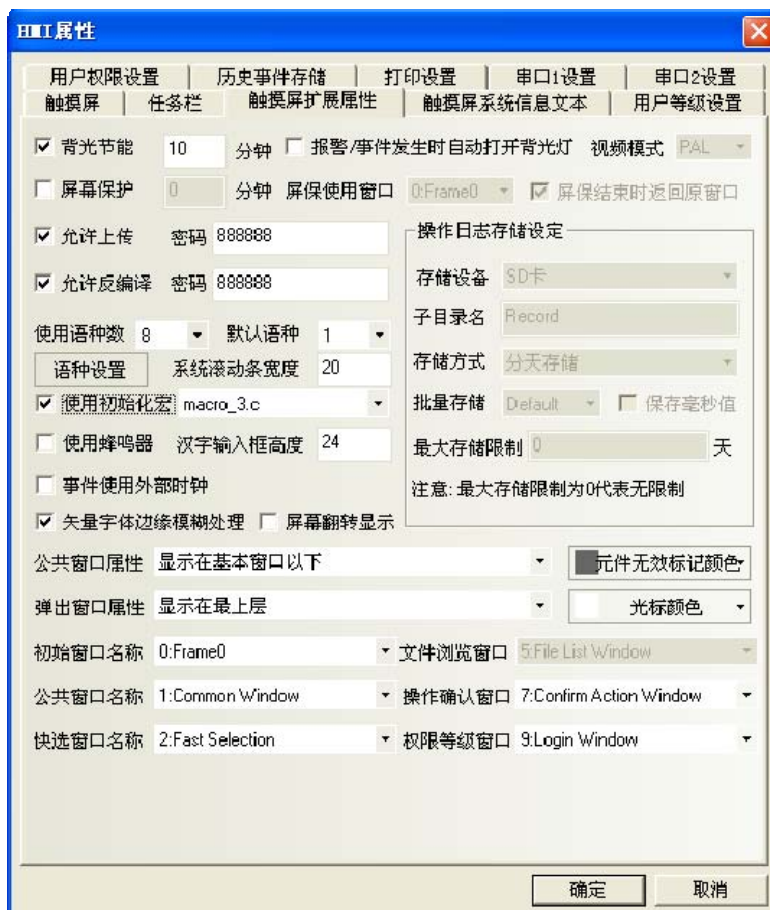 HMI属性
用户权限设置 历史事件存储 打印设置 串口1设置 串口2设置
触摸屏 任务栏 触摸屏扩展属性 触摸屏系统信息文本 用户等级设置
背光节能 10 分钟 报警/事件发生时自动打开背光灯 视频模式 PAL
屏幕保护 0 分钟 屏保使用窗口 0:Frame0 屏保结束时返回原窗口
允许上传 密码 888888 操作日志存储设定
存储设备 SD卡
允许反编译 密码 888888
子目录名 Record
使用语种数 8 默认语种 1
语种设置 系统滚动条宽度 20 存储方式 分天存储
使用初始化宏 macro_3.c 批量存储 Default 保存毫秒值
使用蜂鸣器 汉字输入框高度 24 最大存储限制 0 天
事件使用外部时钟 注意:最大存储限制为0代表无限制
矢量字体边缘模糊处理 屏幕翻转显示
公共窗口属性 显示在基本窗口以下 元件无效标记颜色
弹出窗口属性 显示在最上层 光标颜色
初始窗口名称 0:Frame0 文件浏览窗口 5:File List Window
公共窗口名称 1:Common Window 操作确认窗口 7:Confirm Action Window
快选窗口名称 2:Fast Selection 权限等级窗口 9:Login Window
确定 取消